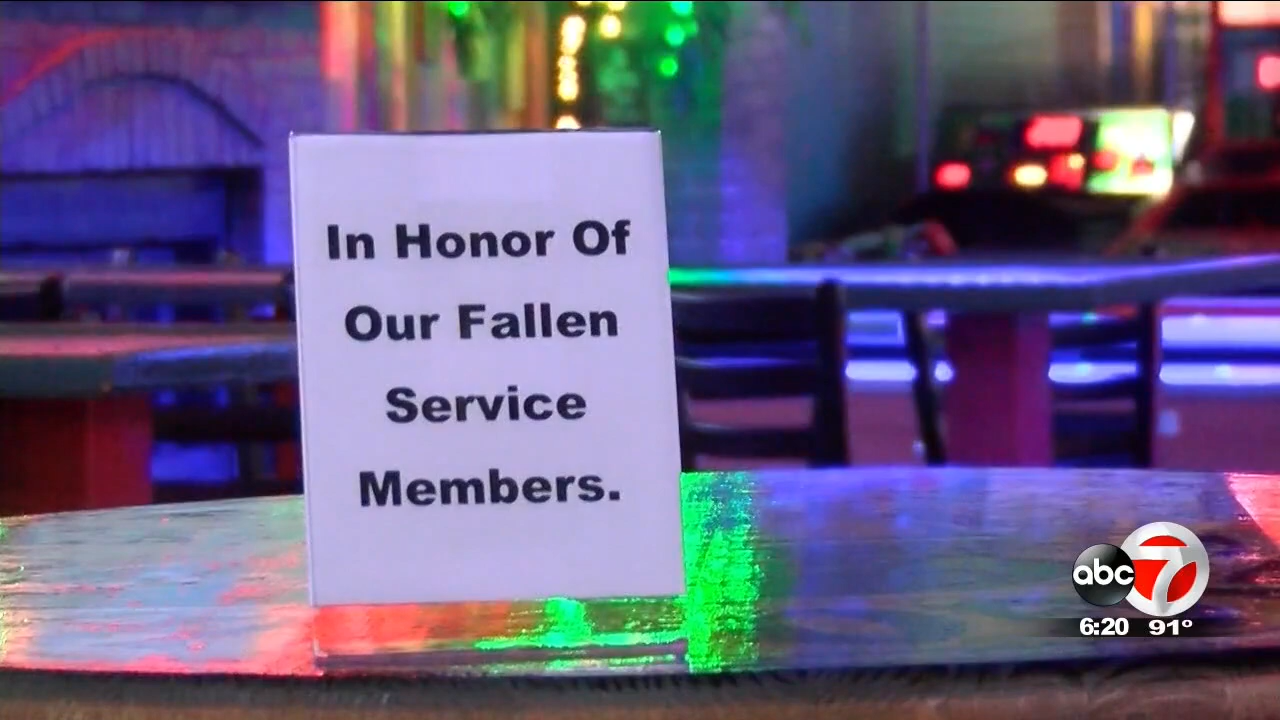 In Honor Of
Our Fallen
Service
Members.
abc 7
6:20 91°